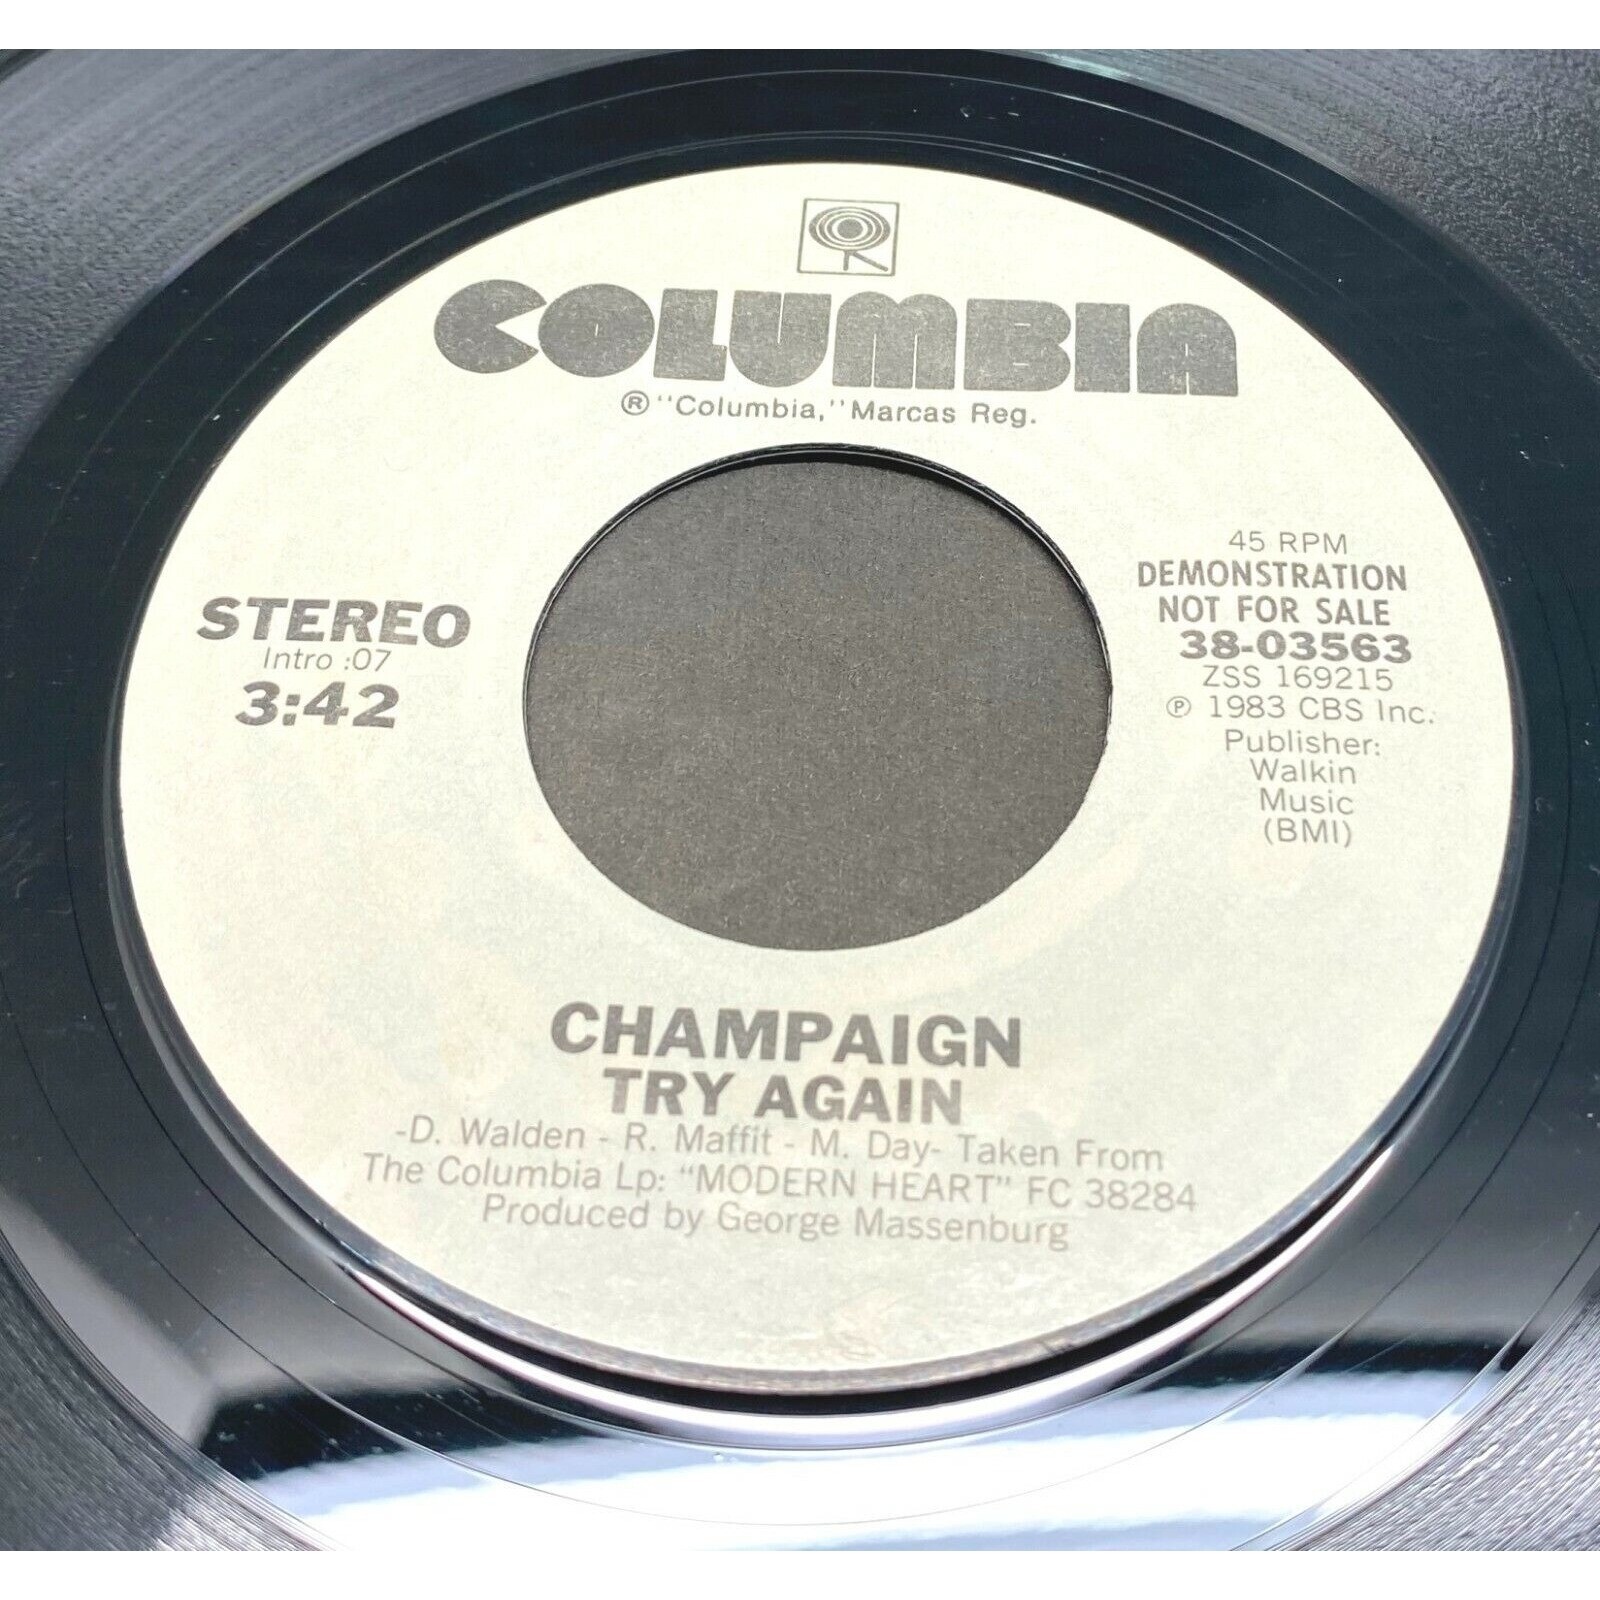 COLUMBIA
® "Columbia," Marcas Reg.
STEREO
Intro :07
3:42
45 RPM
DEMONSTRATION
NOT FOR SALE
38-03563
ZSS 169215
℗ 1983 CBS Inc.
Publisher:
Walkin
Music
(BMI)
CHAMPAIGN
TRY AGAIN
-D. Walden - R. Maffit - M. Day- Taken From
The Columbia Lp: "MODERN HEART" FC 38284
Produced by George Massenburg